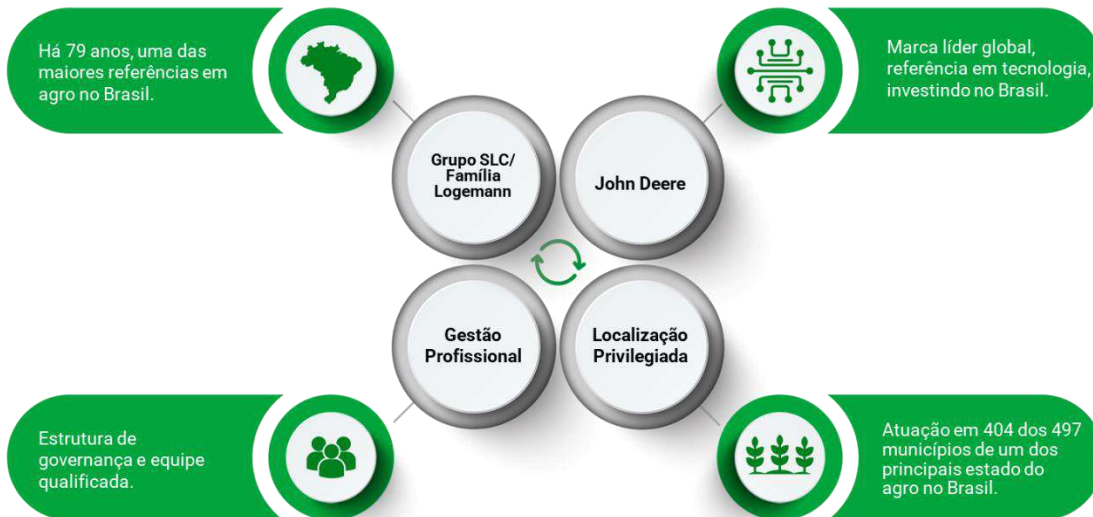 Há 79 anos, uma das
maiores referências em
agro no Brasil.
Marca líder global,
referência em tecnologia,
investindo no Brasil.
Grupo SLC/
Família
Logemann
John Deere
Gestão
Profissional
Localização
Privilegiada
Estrutura de
governança e equipe
qualificada.
Atuação em 404 dos 497
municípios de um dos
principais estado do
agro no Brasil.